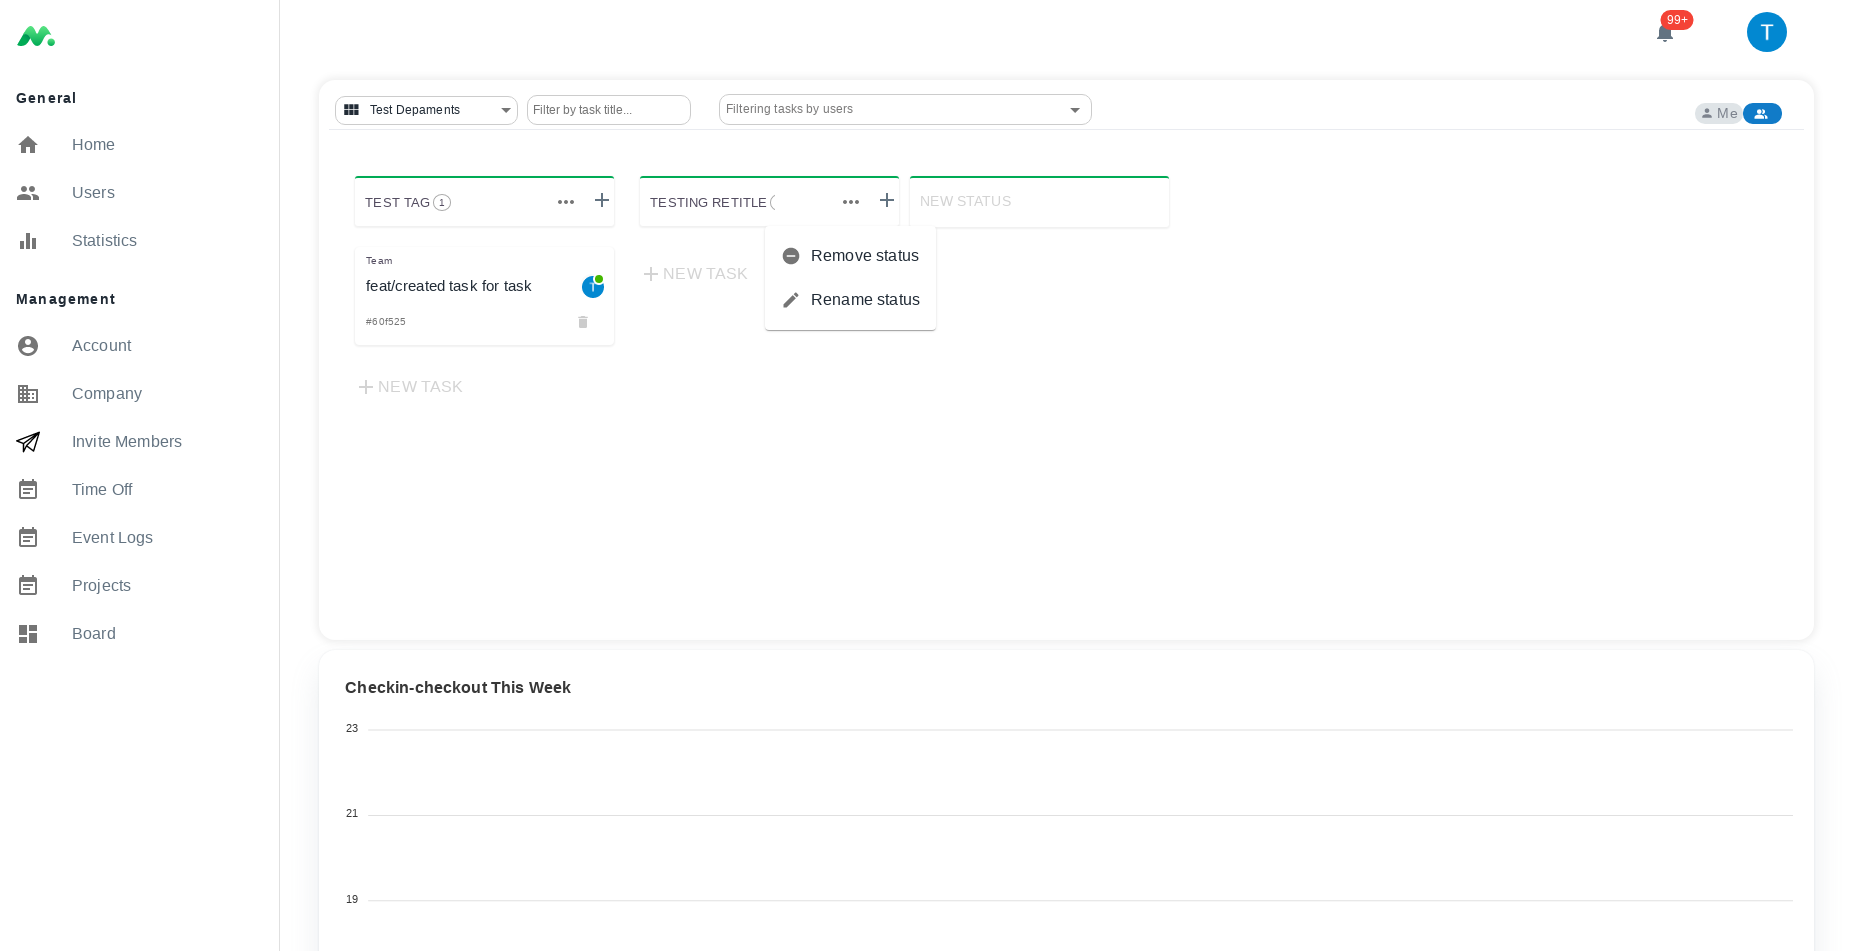 99+
T
General
Home
Users
Statistics
Management
Account
Company
Invite Members
Time Off
Event Logs
Projects
Board
Test Depaments
Filter by task title...
Filtering tasks by users
Me
TEST TAG 1
TESTING RETITLE
NEW STATUS
Team
feat/created task for task
T
#60f525
NEW TASK
NEW TASK
Remove status
Rename status
Checkin-checkout This Week
23
21
19